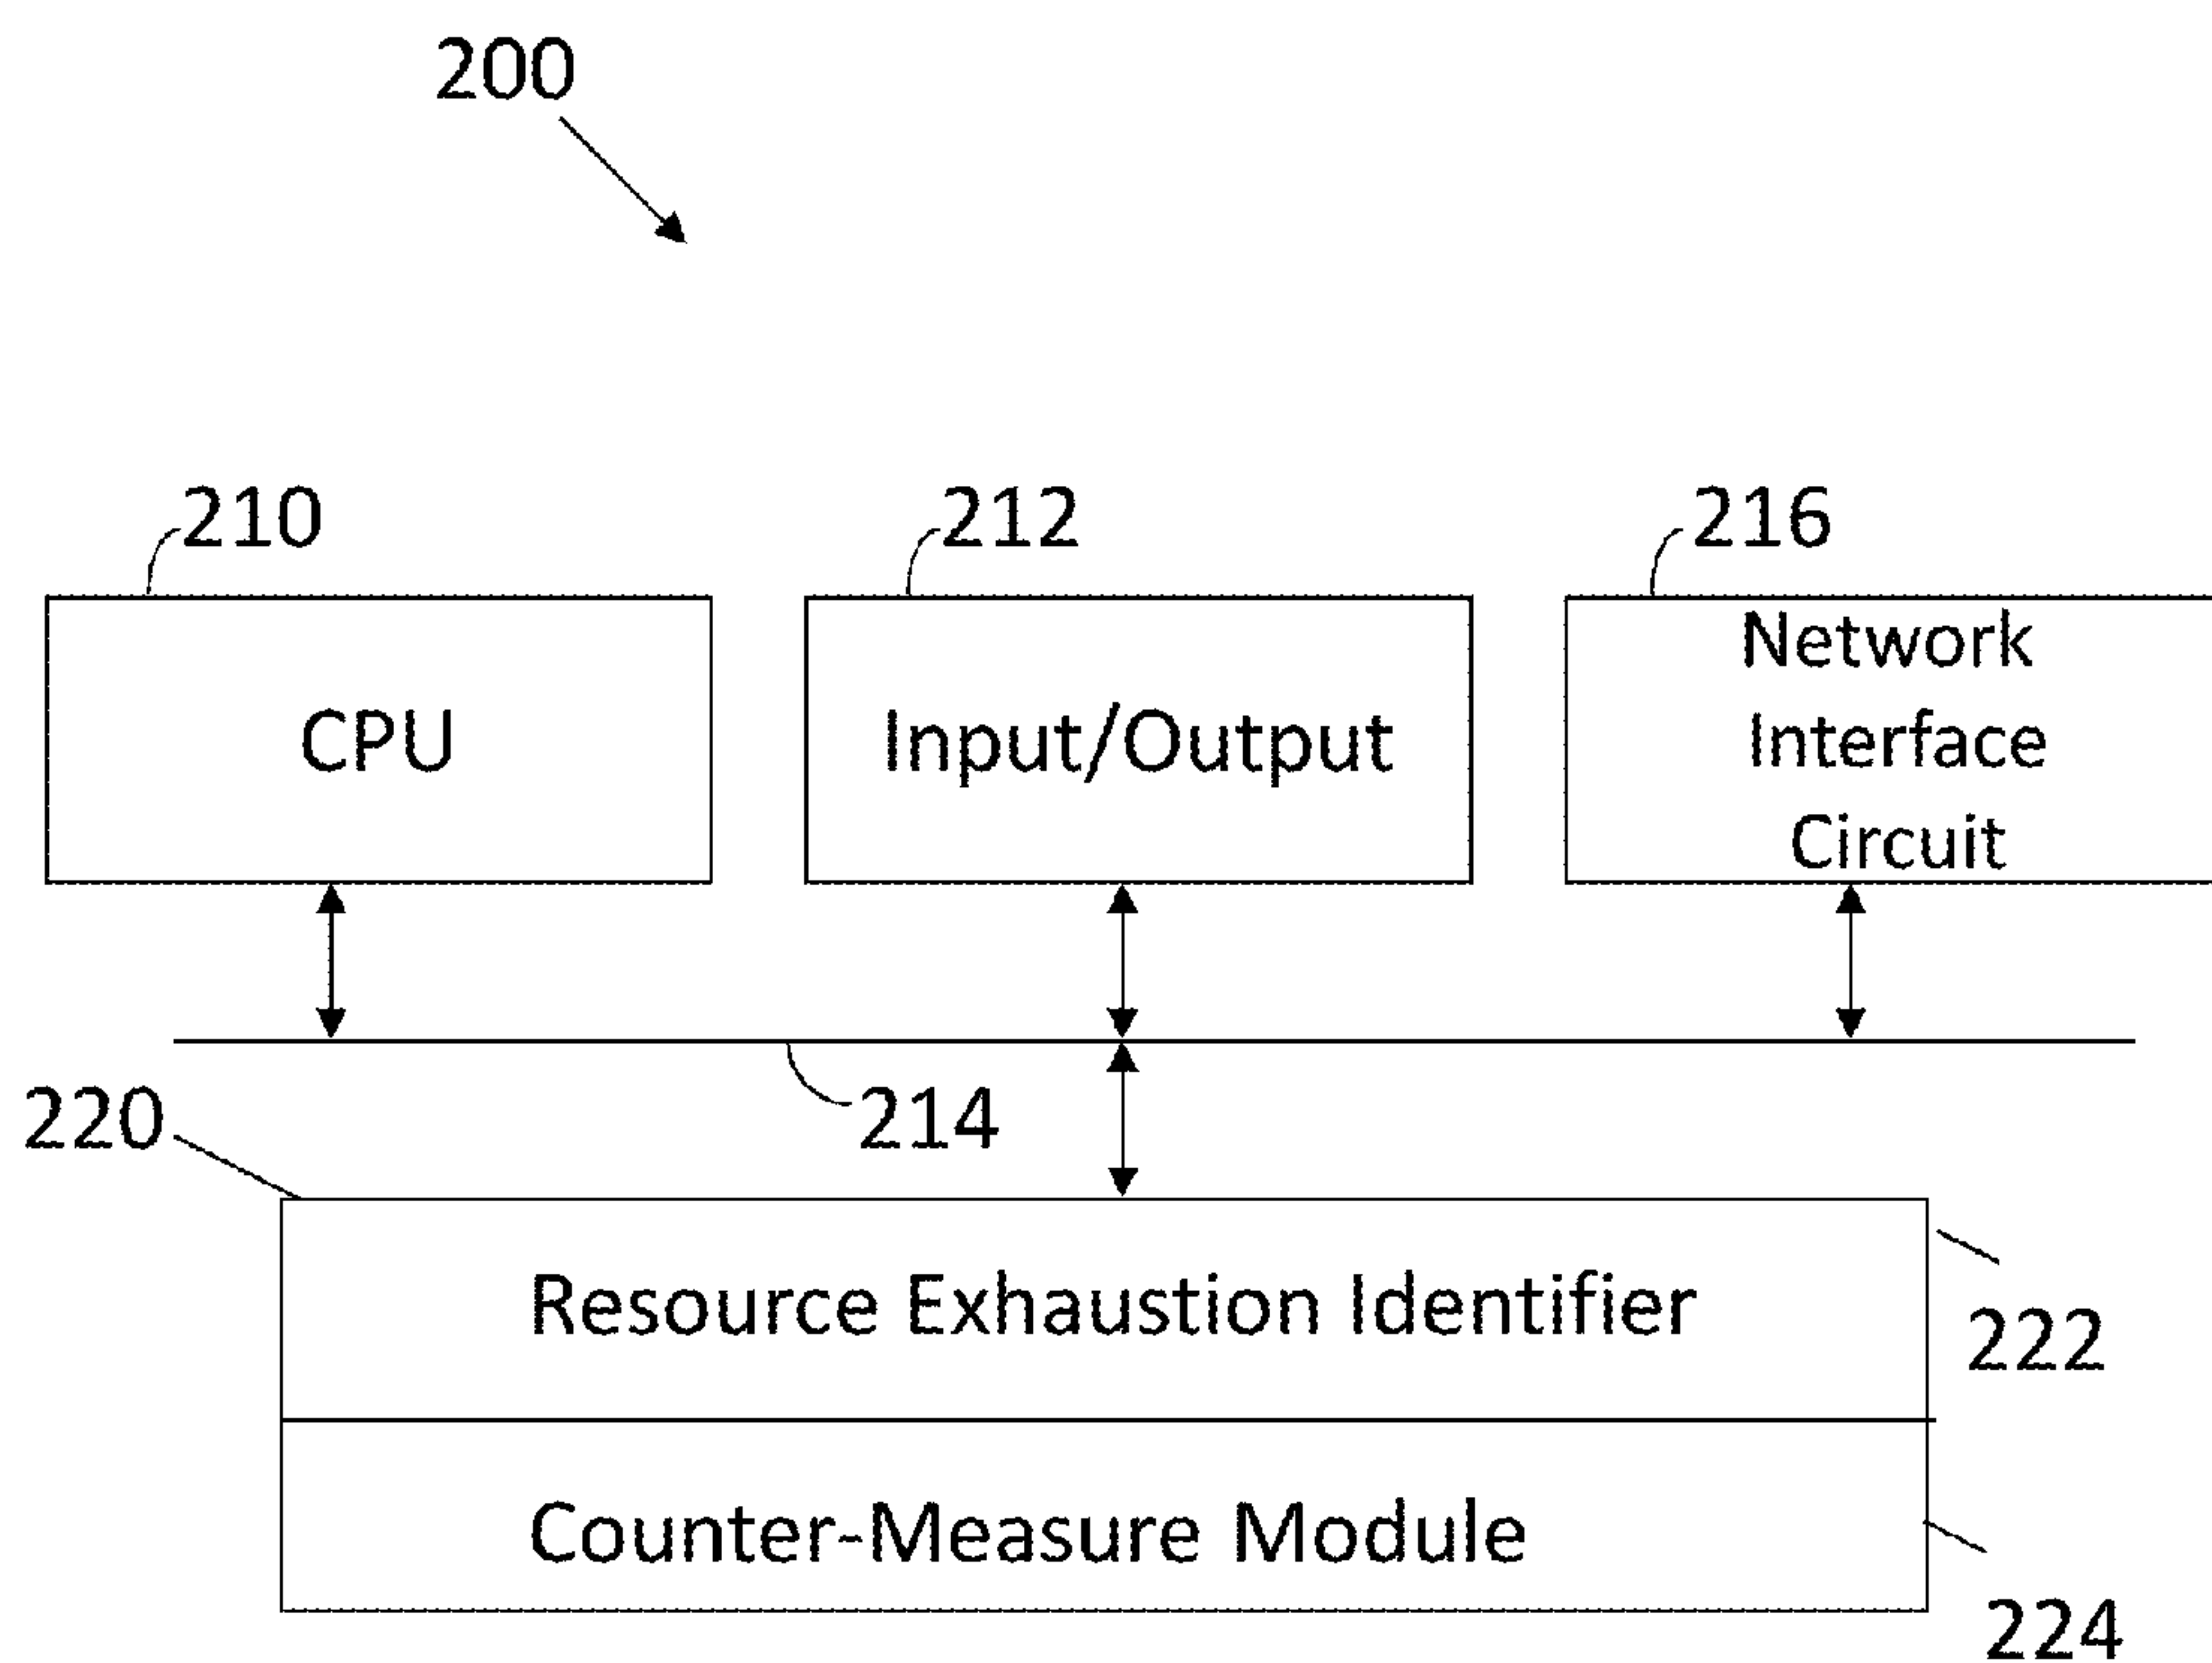 200
210
212
216
CPU
Input/Output
Network
Interface
Circuit
220
214
Resource Exhaustion Identifier
222
Counter-Measure Module
224